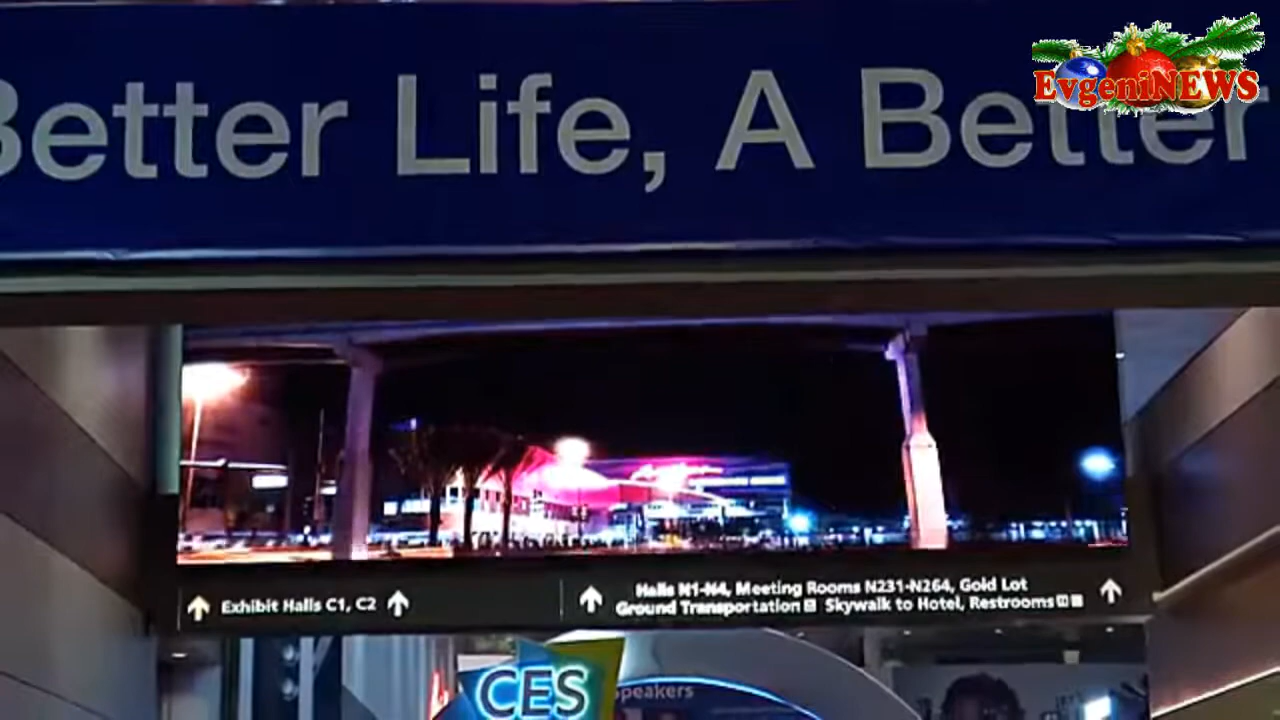 EvgeniNEWS
Better Life, A Better
Exhibit Halls C1, C2
Halls N1-N4, Meeting Rooms N231-N264, Gold Lot
Ground Transportation Skywalk to Hotel, Restrooms
CES
Speakers